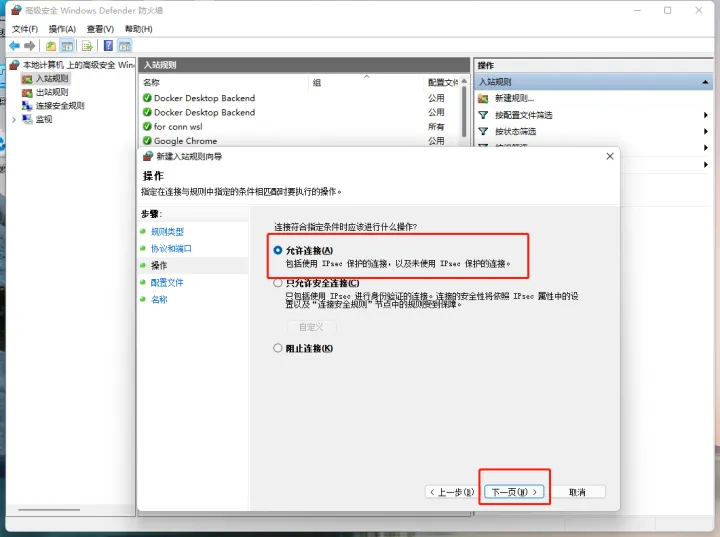 高级安全 Windows Defender 防火墙
文件(F) 操作(A) 查看(V) 帮助(H)
本地计算机 上的高级安全 Win
入站规则
出站规则
连接安全规则
监视
入站规则
名称 组 配置文件
Docker Desktop Backend 公用
Docker Desktop Backend 公用
for conn wsl 所有
Google Chrome 公用
操作
入站规则
新建规则...
按配置文件筛选
按状态筛选
新建入站规则向导
操作
指定在连接与规则中指定的条件相匹配时要执行的操作。
步骤:
规则类型
协议和端口
操作
配置文件
名称
连接符合指定条件时应该进行什么操作?
允许连接(A)
包括使用 IPsec 保护的连接，以及未使用 IPsec 保护的连接。
只允许安全连接(C)
只包括使用 IPsec 进行身份验证的连接。连接的安全性将依照 IPsec 属性中的设
置以及“连接安全规则”节点中的规则受到保障。
自定义
阻止连接(K)
< 上一步(B) 下一页(N) > 取消